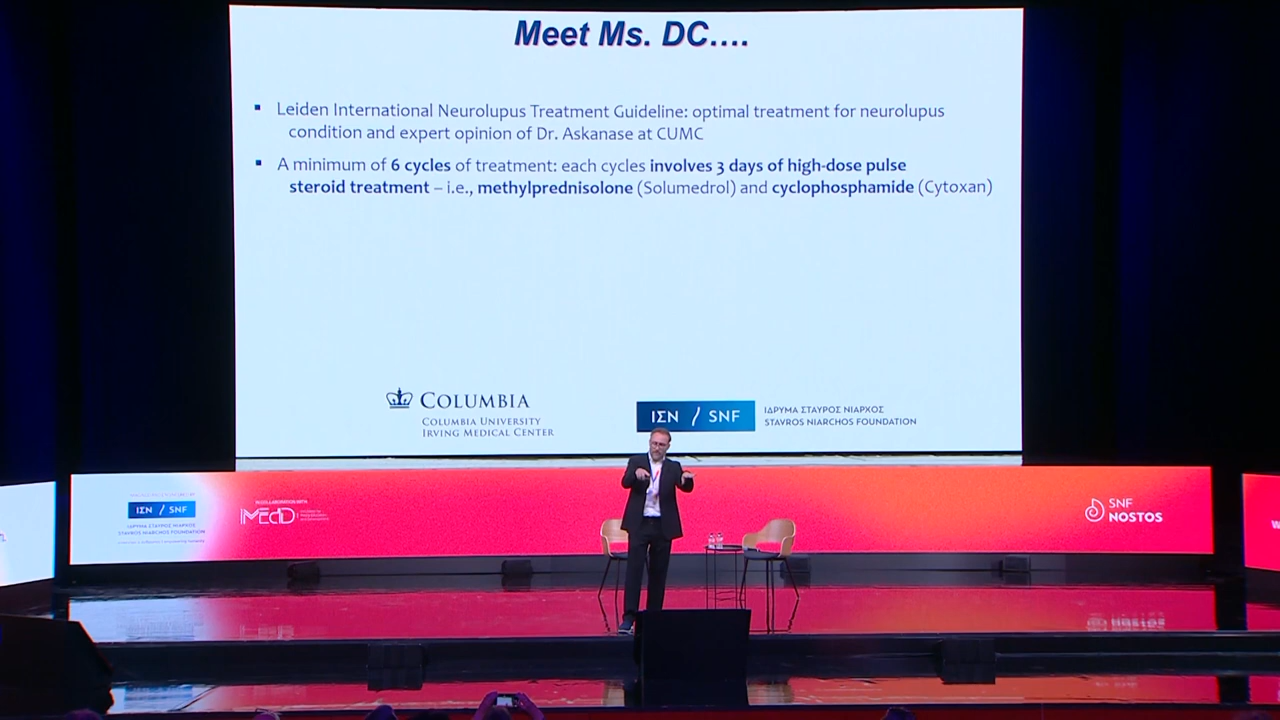 Meet Ms. DC....
▪ Leiden International Neurolupus Treatment Guideline: optimal treatment for neurolupus
condition and expert opinion of Dr. Askanase at CUMC
▪ A minimum of 6 cycles of treatment: each cycles involves 3 days of high-dose pulse
steroid treatment – i.e., methylprednisolone (Solumedrol) and cyclophosphamide (Cytoxan)
COLUMBIA
COLUMBIA UNIVERSITY
IRVING MEDICAL CENTER
ΙΣΝ / SNF
ΙΔΡΥΜΑ ΣΤΑΥΡΟΣ ΝΙΑΡΧΟΣ
STAVROS NIARCHOS FOUNDATION
ΙΣΝ / SNF
ΙΔΡΥΜΑ ΣΤΑΥΡΟΣ ΝΙΑΡΧΟΣ
STAVROS NIARCHOS FOUNDATION
IN COLLABORATION WITH
iMEdD
SNF
NOSTOS